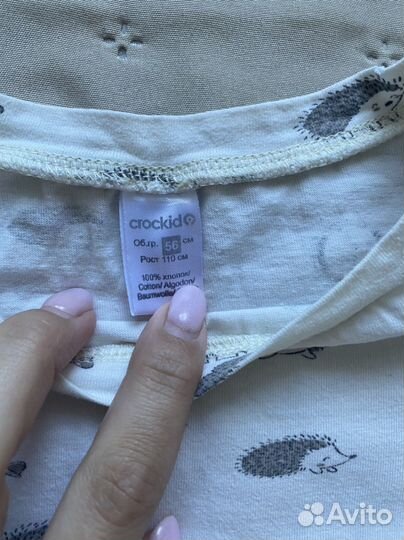 crockid
Об.гр. 56 см
Рост 110 см
100% хлопок/
Cotton/ Algodon/
Baumwolle/
Avito